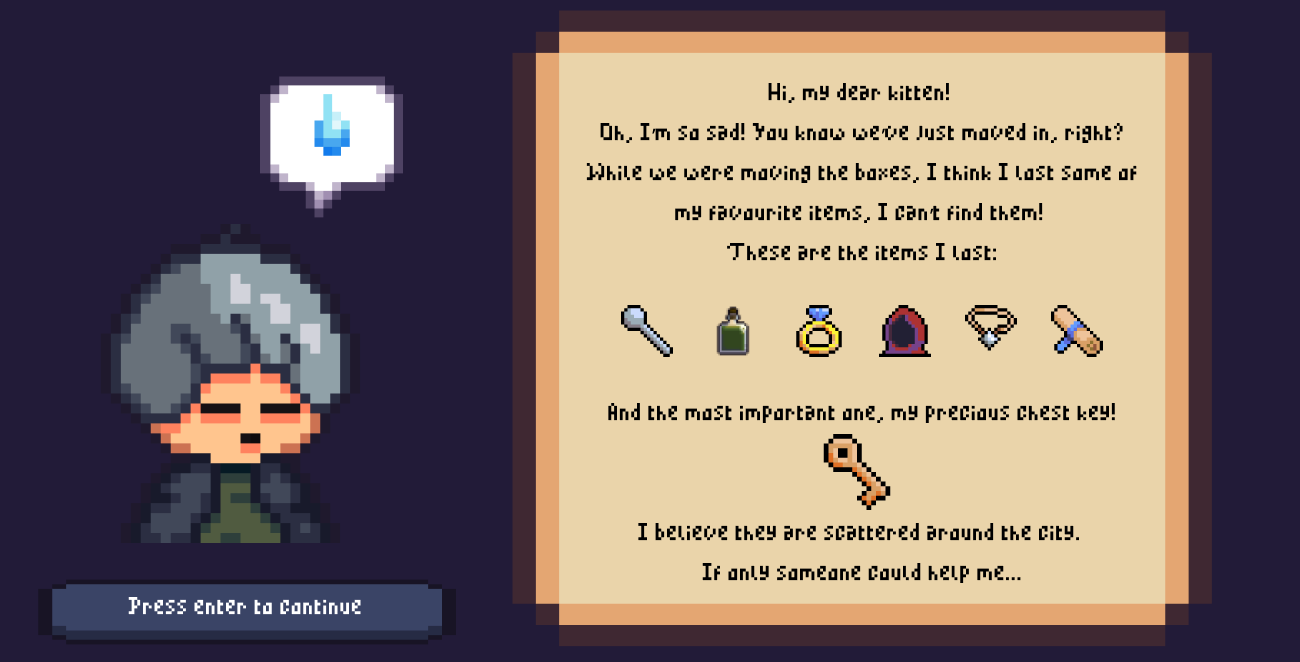 Hi, my dear kitten!
Oh, I'm so sad! You know we've just moved in, right?
While we were moving the boxes, I think I lost some of
my favourite items, I can't find them!
These are the items I lost:
And the most important one, my precious chest key!
I believe they are scattered around the city.
If only someone could help me...
Press enter to continue